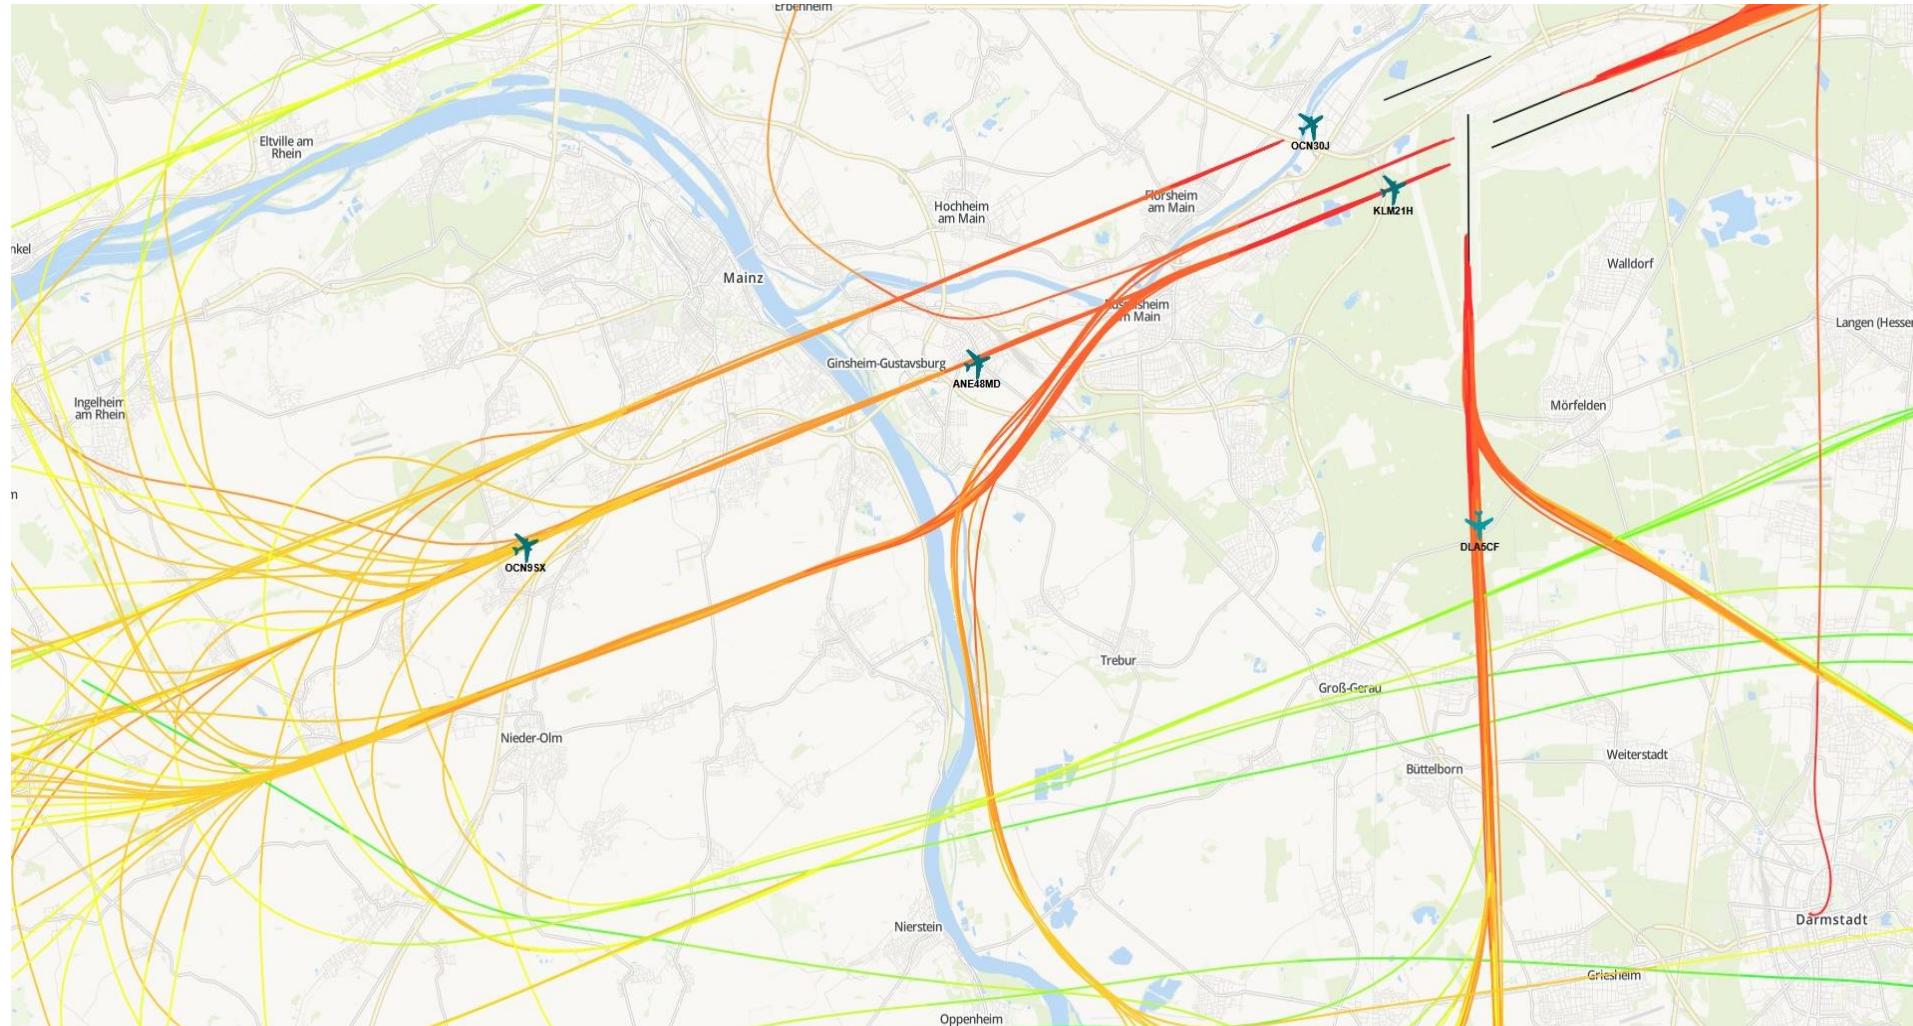 Erbenheim
Eltville am
Rhein
OCN30J
Flörsheim
am Main
Hochheim
am Main
KLM21H
nkel
Mainz
Walldorf
am Main
Langen (Hesser
Ginsheim-Gustavsburg
ANE48MD
Ingelheim
am Rhein
Mörfelden
m
DLA5CF
OCN9SX
Trebur
Groß-Gerau
Nieder-Olm
Weiterstadt
Büttelborn
Nierstein
Darmstadt
Griesheim
Oppenheim